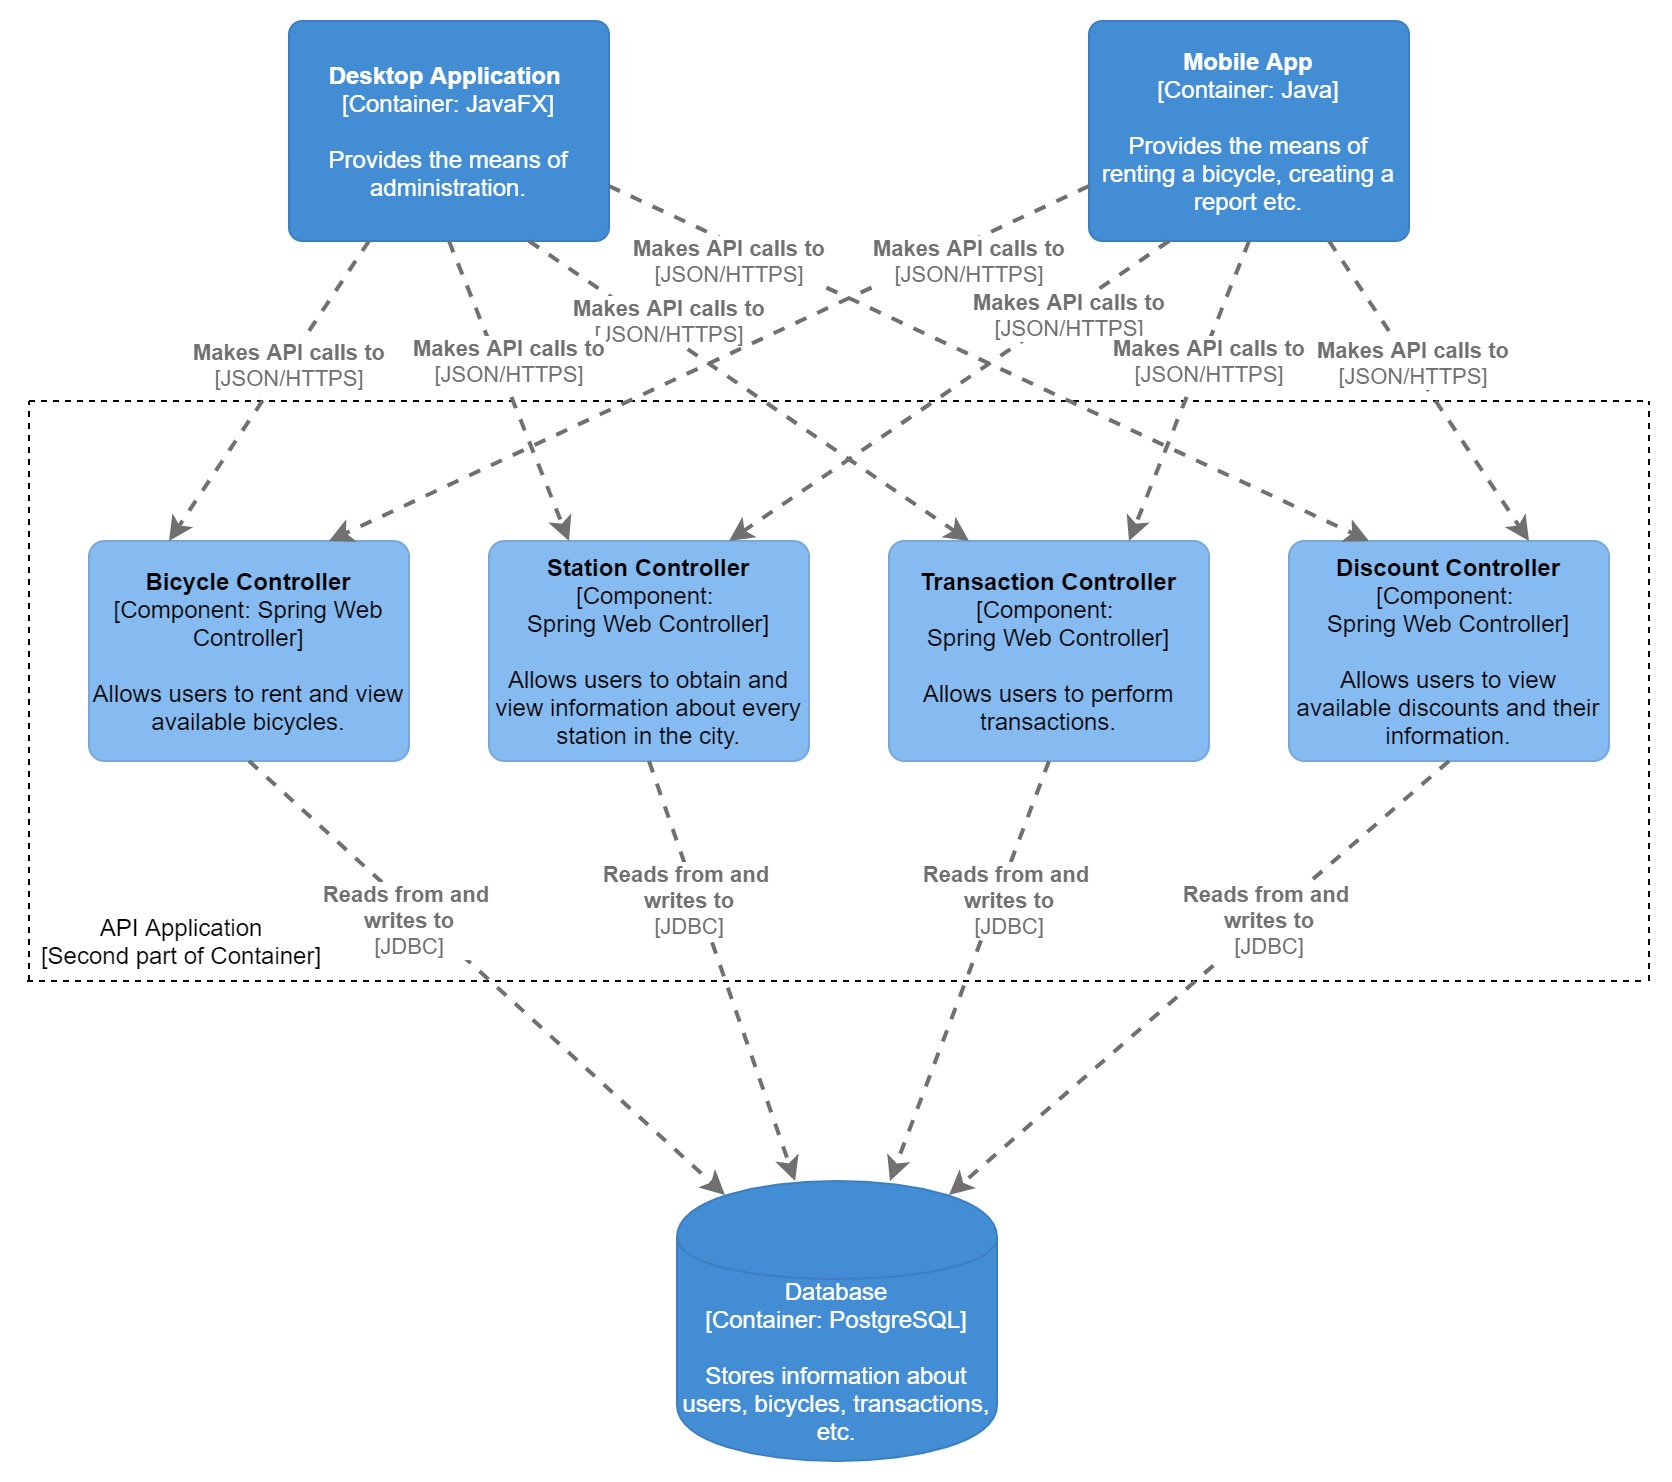 Desktop Application
[Container: JavaFX]
Provides the means of
administration.
Mobile App
[Container: Java]
Provides the means of
renting a bicycle, creating a
report etc.
Makes API calls to
[JSON/HTTPS]
Makes API calls to
[JSON/HTTPS]
Makes API calls to
[JSON/HTTPS]
Makes API calls to
[JSON/HTTPS]
Makes API calls to
[JSON/HTTPS]
Makes API calls to
[JSON/HTTPS]
Makes API calls to
[JSON/HTTPS]
Makes API calls to
[JSON/HTTPS]
Bicycle Controller
[Component: Spring Web
Controller]
Allows users to rent and view
available bicycles.
Station Controller
[Component:
Spring Web Controller]
Allows users to obtain and
view information about every
station in the city.
Transaction Controller
[Component:
Spring Web Controller]
Allows users to perform
transactions.
Discount Controller
[Component:
Spring Web Controller]
Allows users to view
available discounts and their
information.
Reads from and
writes to
[JDBC]
Reads from and
writes to
[JDBC]
Reads from and
writes to
[JDBC]
Reads from and
writes to
[JDBC]
API Application
[Second part of Container]
Database
[Container: PostgreSQL]
Stores information about
users, bicycles, transactions,
etc.